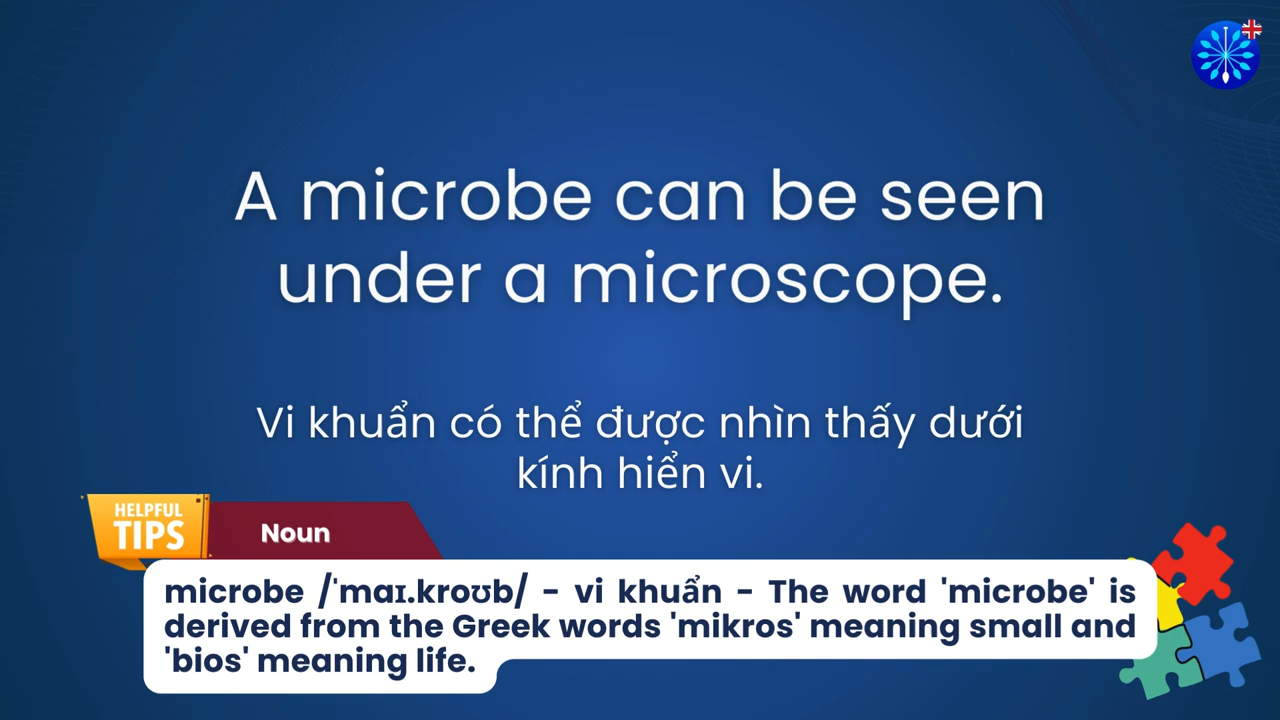 A microbe can be seen
under a microscope.
Vi khuẩn có thể được nhìn thấy dưới
kính hiển vi.
HELPFUL
TIPS
Noun
microbe /ˈmaɪ.kroʊb/ - vi khuẩn - The word 'microbe' is
derived from the Greek words 'mikros' meaning small and
'bios' meaning life.